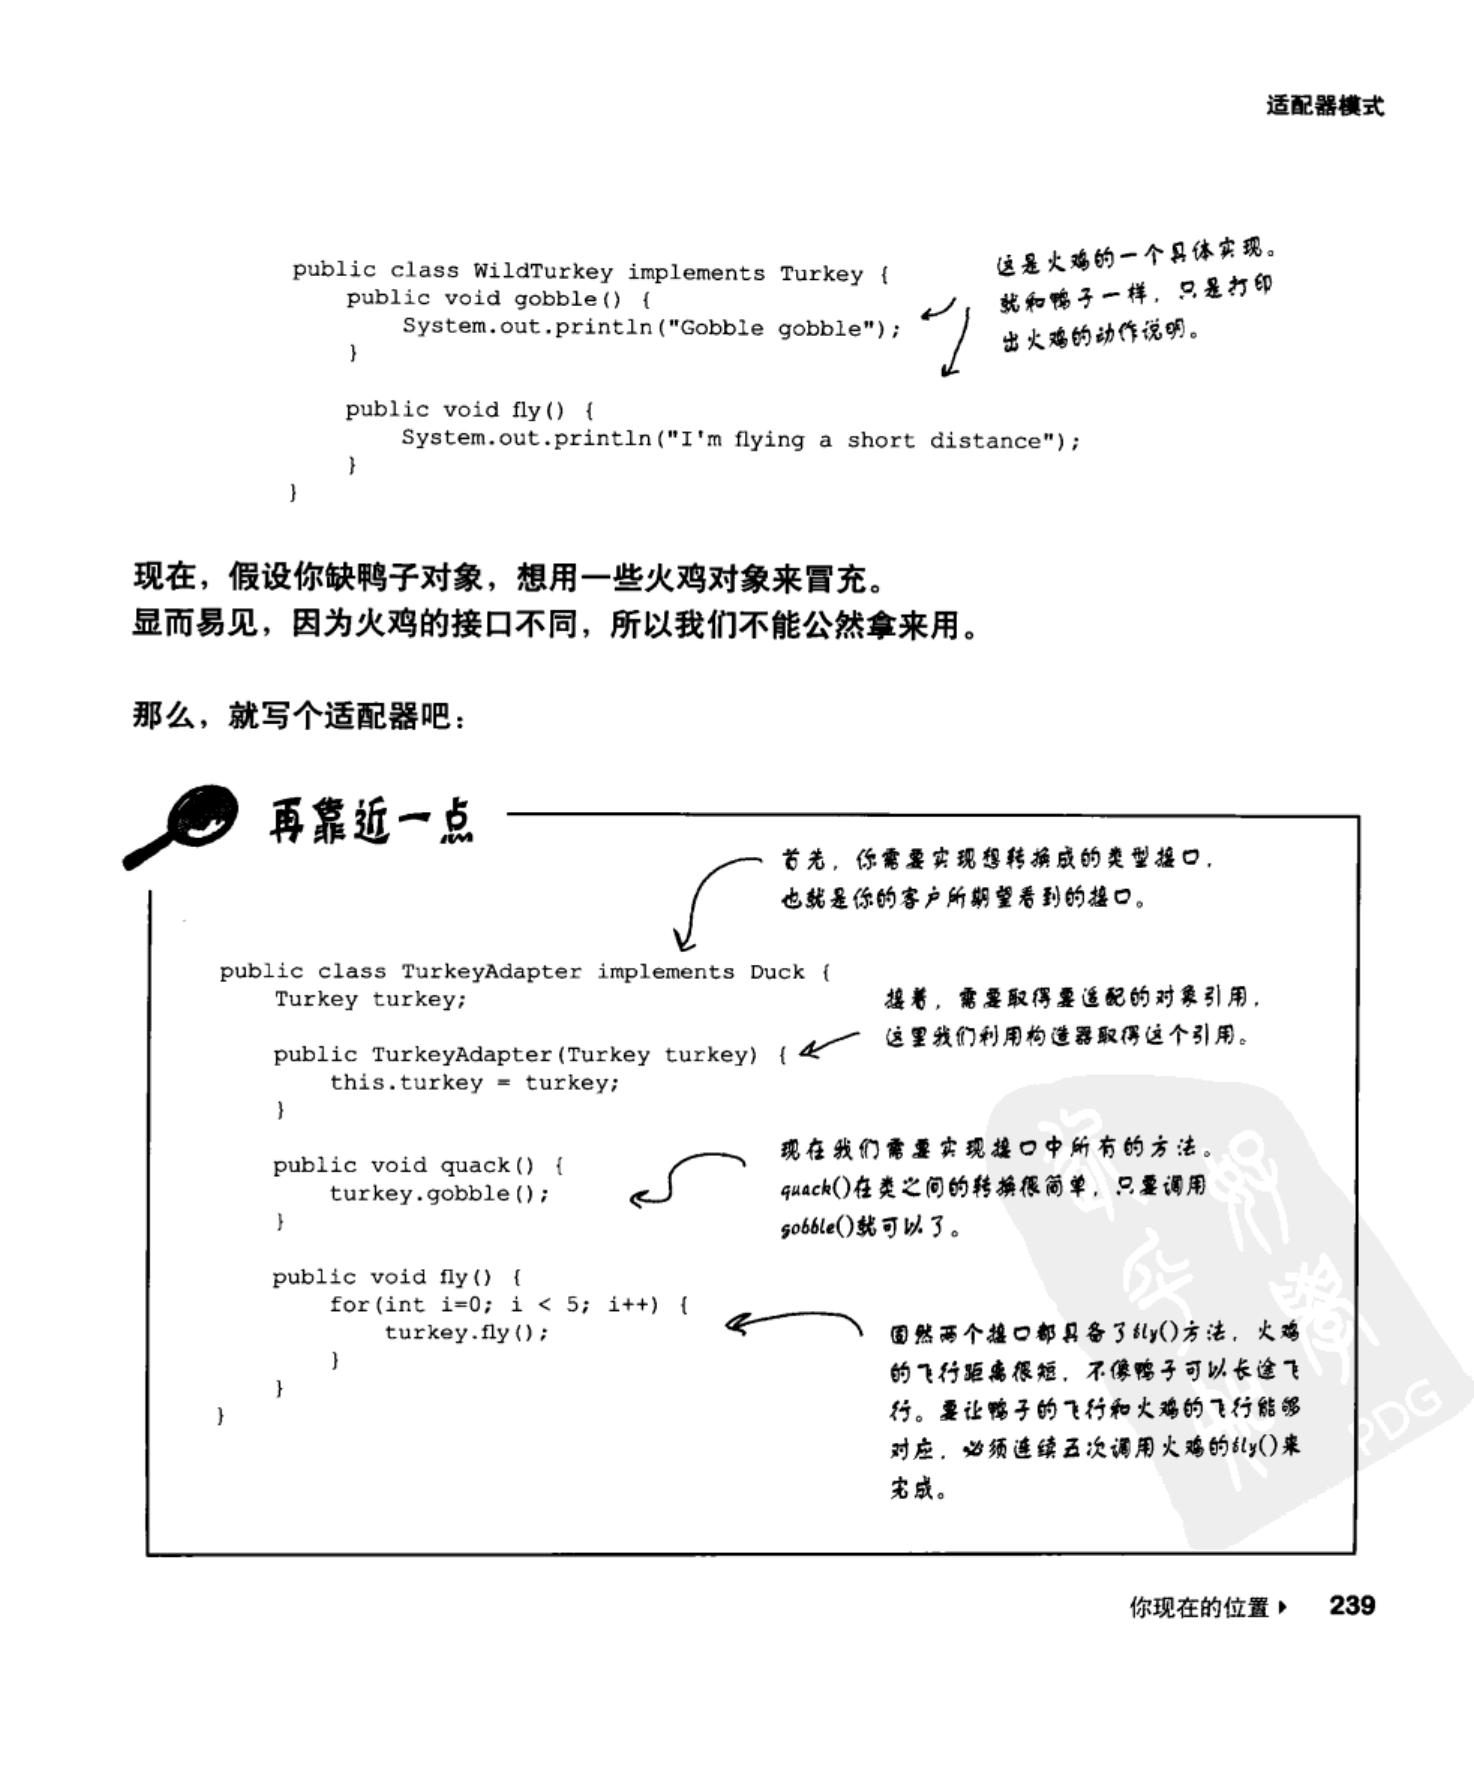 适配器模式
public class WildTurkey implements Turkey {
public void gobble() {
System.out.println("Gobble gobble");
}
public void fly() {
System.out.println("I'm flying a short distance");
}
}
这是火鸡的一个具体实现。
就和鸭子一样，只是打印
出火鸡的动作说明。
现在，假设你缺鸭子对象，想用一些火鸡对象来冒充。
显而易见，因为火鸡的接口不同，所以我们不能公然拿来用。
那么，就写个适配器吧：
再靠近一点
首先，你需要实现想转换成的类型接口，
也就是你的客户所期望看到的接口。
public class TurkeyAdapter implements Duck {
Turkey turkey;
接着，需要取得要适配的对象引用，
这里我们利用构造器取得这个引用。
public TurkeyAdapter(Turkey turkey) {
this.turkey = turkey;
}
现在我们需要实现接口中所有的方法。
quack()在类之间的转换很简单，只要调用
gobble()就可以了。
public void quack() {
turkey.gobble();
}
public void fly() {
for(int i=0; i < 5; i++) {
turkey.fly();
}
}
}
固然两个接口都具备了fly()方法，火鸡
的飞行距离很短，不像鸭子可以长途飞
行。要让鸭子的飞行和火鸡的飞行能够
对应，必须连续五次调用火鸡的fly()来
完成。
PDG
你现在的位置 ▸ 239